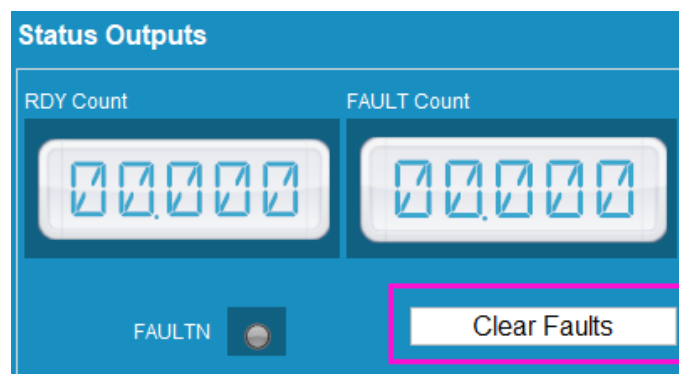 Status Outputs
RDY Count
FAULT Count
00.000
00.000
FAULTN
Clear Faults